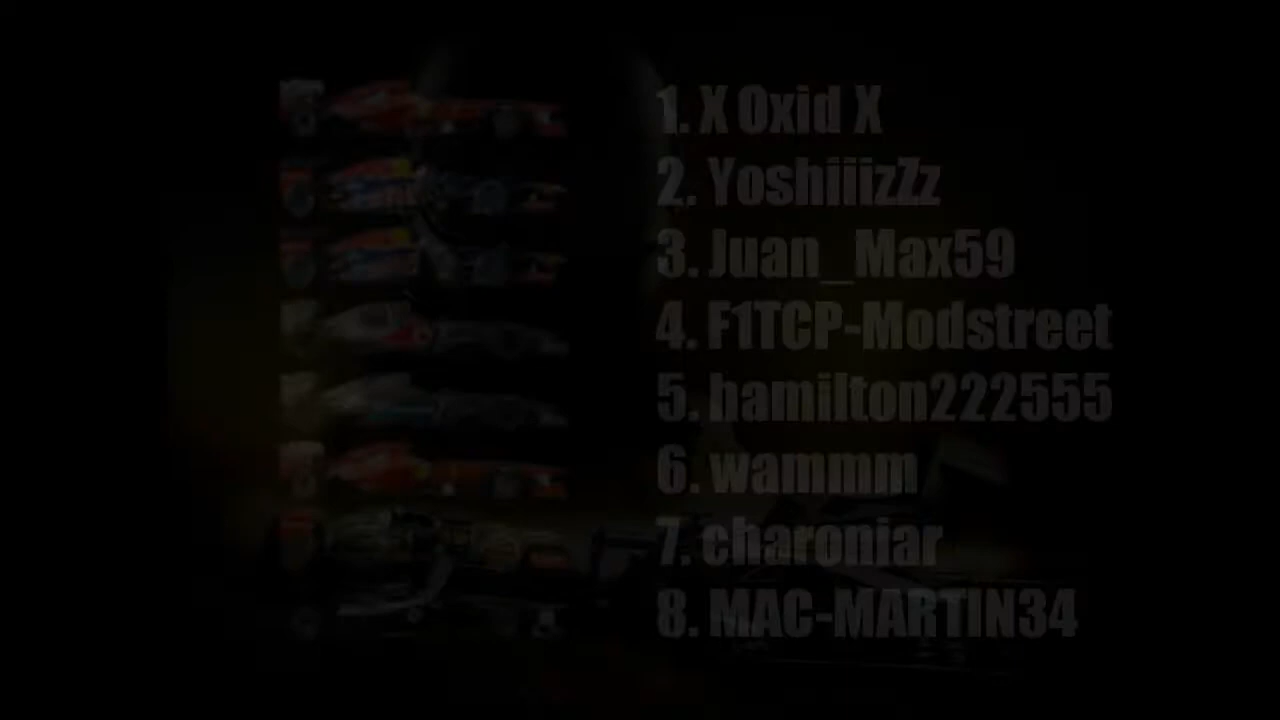 1. X Oxid X
2. YoshiiizZz
3. Juan_Max59
4. F1TCP-Modstreet
5. hamilton222555
6. wammm
7. charoniar
8. MAC-MARTIN34